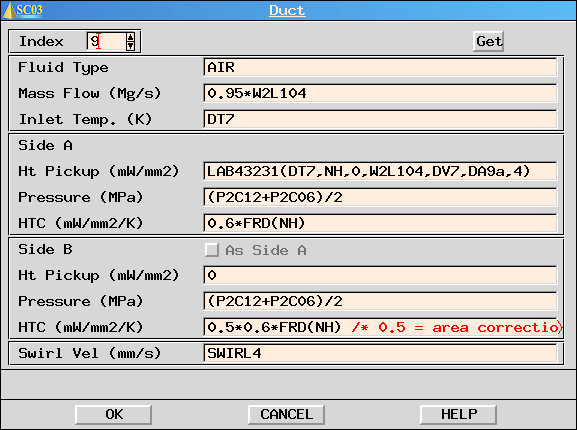 SC03 Duct
Index 9 Get
Fluid Type AIR
Mass Flow (Mg/s) 0.95*W2L104
Inlet Temp. (K) DT7
Side A
Ht Pickup (mW/mm2) LAB43231(DT7,NH,0,W2L104,DV7,DA9a,4)
Pressure (MPa) (P2C12+P2C06)/2
HTC (mW/mm2/K) 0.6*FRD(NH)
Side B As Side A
Ht Pickup (mW/mm2) 0
Pressure (MPa) (P2C12+P2C06)/2
HTC (mW/mm2/K) 0.5*0.6*FRD(NH) /* 0.5 = area correctio
Swirl Vel (mm/s) SWIRL4
OK CANCEL HELP